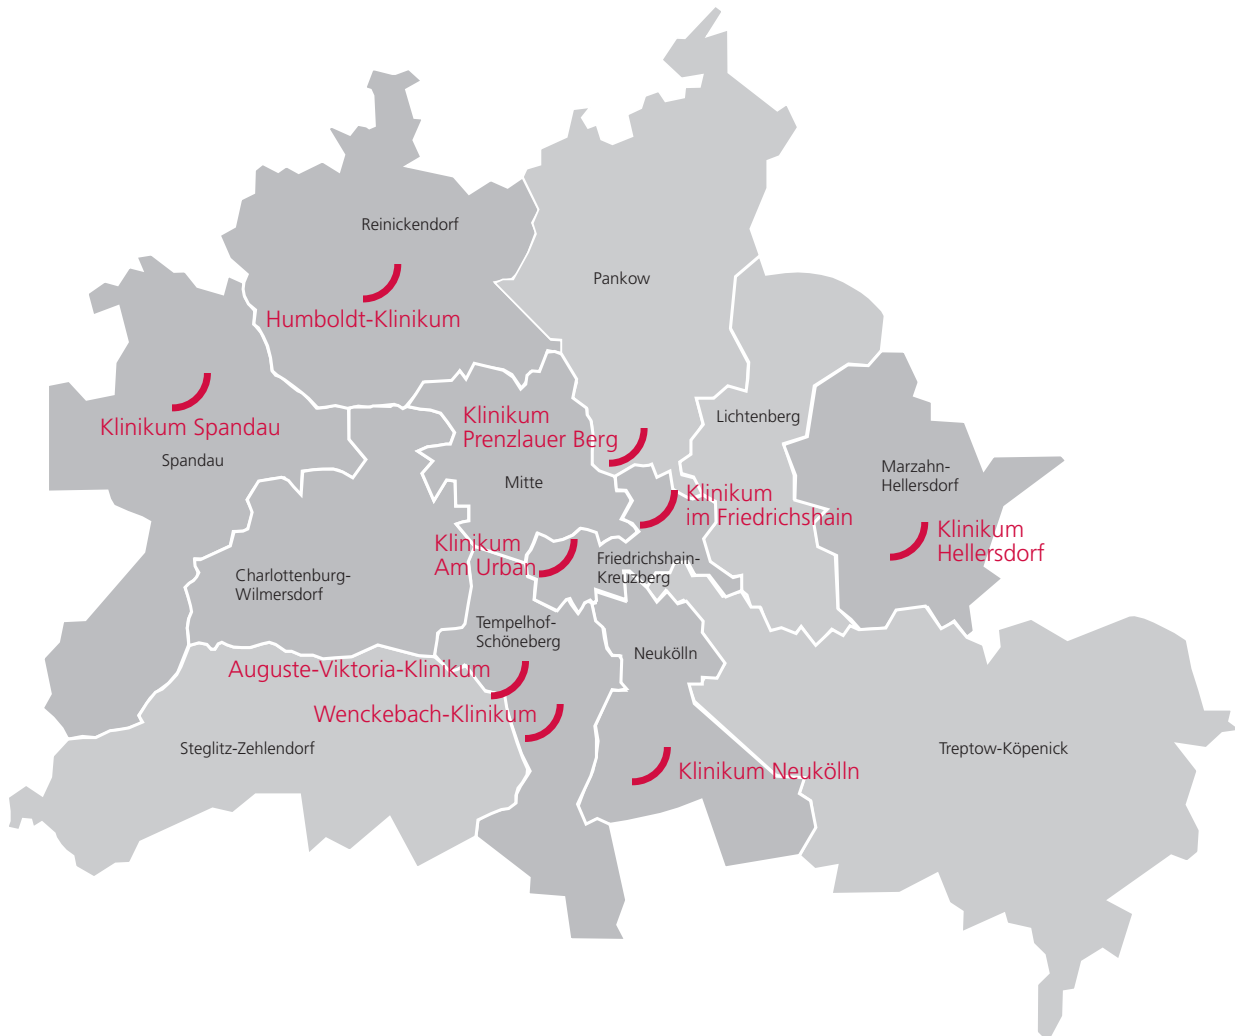 Reinickendorf
Pankow
Humboldt-Klinikum
Klinikum
Prenzlauer Berg
Lichtenberg
Klinikum Spandau
Spandau
Marzahn-
Hellersdorf
Mitte
Klinikum
im Friedrichshain
Klinikum
Hellersdorf
Klinikum
Am Urban
Friedrichshain-
Kreuzberg
Charlottenburg-
Wilmersdorf
Tempelhof-
Schöneberg
Neukölln
Auguste-Viktoria-Klinikum
Wenckebach-Klinikum
Steglitz-Zehlendorf
Treptow-Köpenick
Klinikum Neukölln